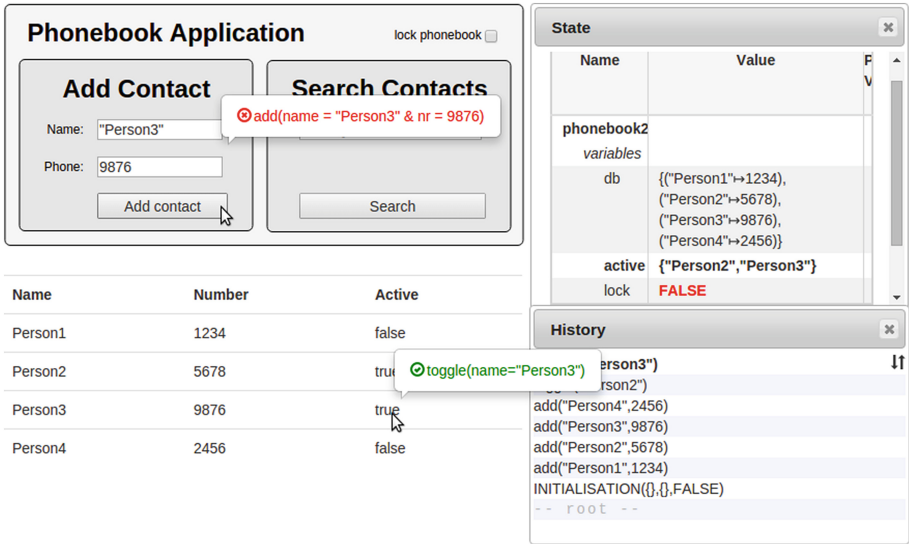 Phonebook Application
lock phonebook
Add Contact
Name: "Person3"
Phone: 9876
Add contact
Search Contacts
Search
add(name = "Person3" & nr = 9876)
Name Number Active
Person1 1234 false
Person2 5678 true
Person3 9876 true
Person4 2456 false
toggle(name="Person3")
State
Name Value
phonebook2
variables
db {("Person1"↦1234),
("Person2"↦5678),
("Person3"↦9876),
("Person4"↦2456)}
active {"Person2","Person3"}
lock FALSE
History
erson3")
rson2")
add("Person4",2456)
add("Person3",9876)
add("Person2",5678)
add("Person1",1234)
INITIALISATION({},{},FALSE)
-- root --